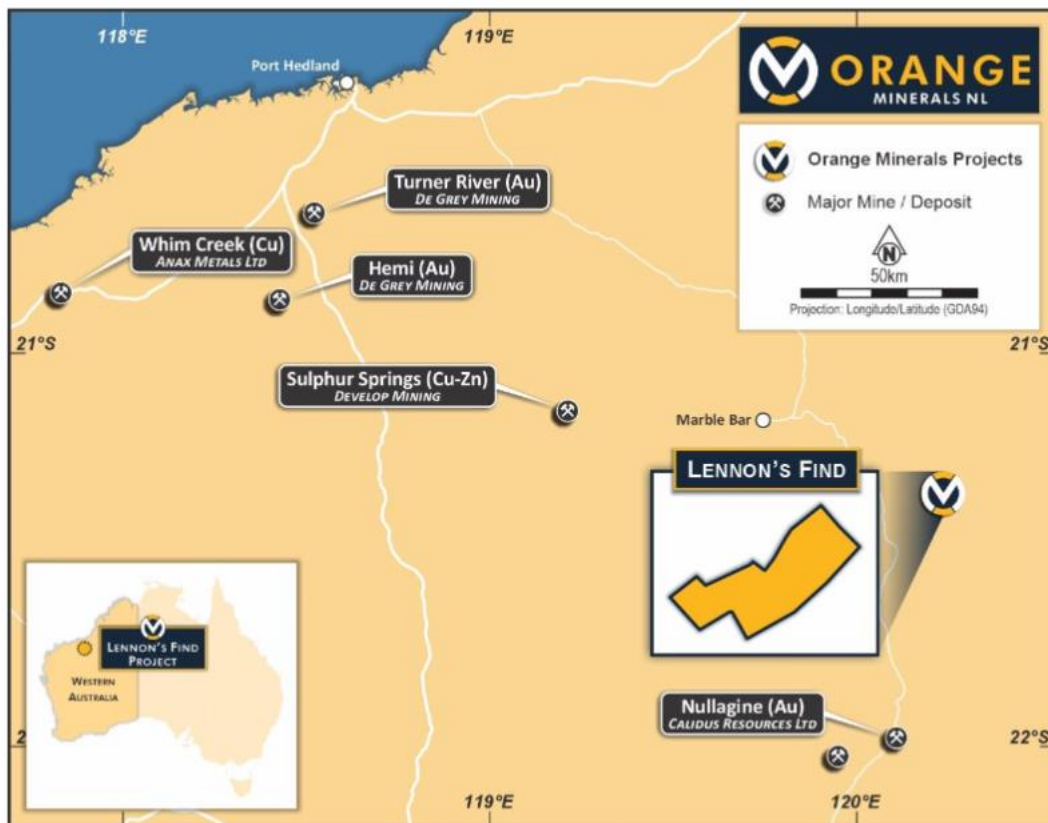 118°E
119°E
Port Hedland
ORANGE
MINERALS NL
Orange Minerals Projects
Major Mine / Deposit
N
50km
Projection: Longitude/Latitude (GDA94)
Turner River (Au)
DE GREY MINING
Whim Creek (Cu)
ANAX METALS LTD
Hemi (Au)
DE GREY MINING
21°S
21°S
Sulphur Springs (Cu-Zn)
DEVELOP MINING
Marble Bar
LENNON'S FIND
LENNON'S FIND
PROJECT
WESTERN
AUSTRALIA
Nullagine (Au)
CALIDUS RESOURCES LTD
2
22°S
119°E
120°E